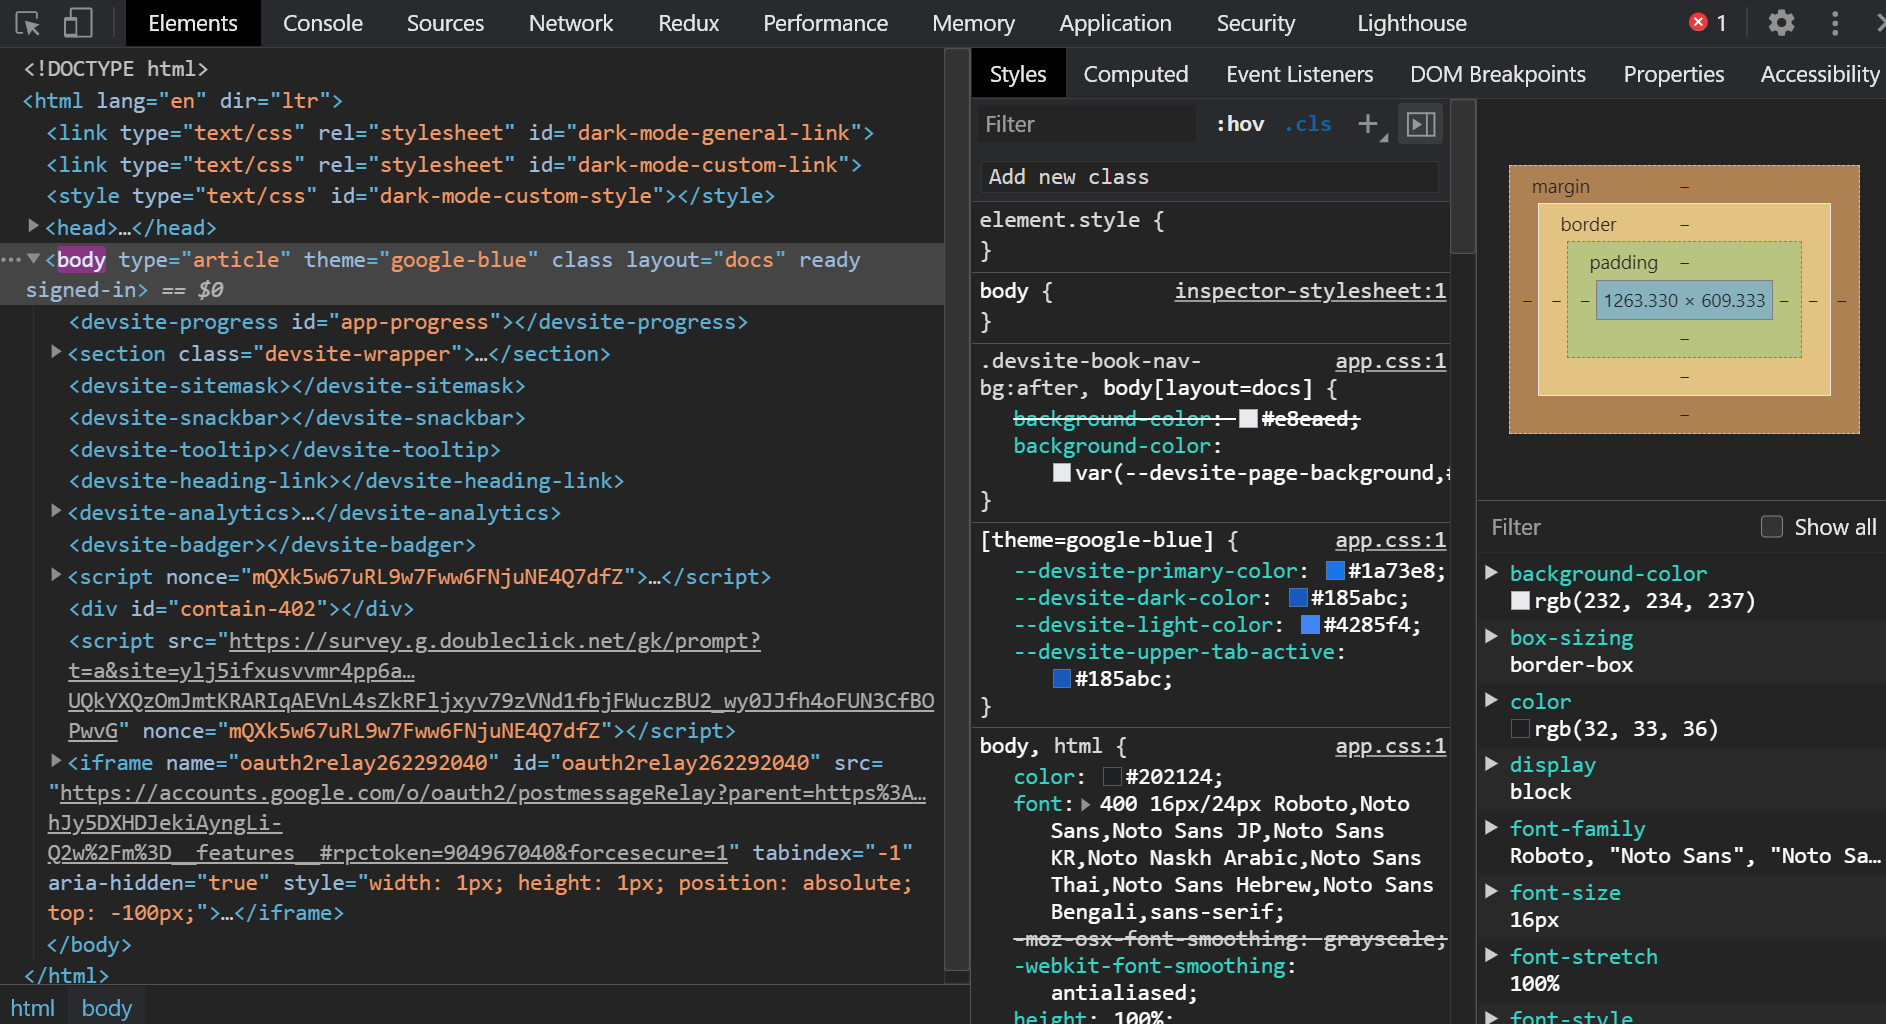 Elements Console Sources Network Redux Performance Memory Application Security Lighthouse 1
<!DOCTYPE html>
<html lang="en" dir="ltr">
<link type="text/css" rel="stylesheet" id="dark-mode-general-link">
<link type="text/css" rel="stylesheet" id="dark-mode-custom-link">
<style type="text/css" id="dark-mode-custom-style"></style>
<head>…</head>
<body type="article" theme="google-blue" class layout="docs" ready
signed-in> == $0
<devsite-progress id="app-progress"></devsite-progress>
<section class="devsite-wrapper">…</section>
<devsite-sitemask></devsite-sitemask>
<devsite-snackbar></devsite-snackbar>
<devsite-tooltip></devsite-tooltip>
<devsite-heading-link></devsite-heading-link>
<devsite-analytics>…</devsite-analytics>
<devsite-badger></devsite-badger>
<script nonce="mQXk5w67uRL9w7Fww6FNjuNE4Q7dfZ">…</script>
<div id="contain-402"></div>
<script src="https://survey.g.doubleclick.net/gk/prompt?
t=a&site=ylj5ifxusvvmr4pp6a…
UQkYXQzOmJmtKRARIqAEVnL4sZkRFljxyv79zVNd1fbjFWuczBU2_wy0JJfh4oFUN3CfBO
PwvG" nonce="mQXk5w67uRL9w7Fww6FNjuNE4Q7dfZ"></script>
<iframe name="oauth2relay262292040" id="oauth2relay262292040" src=
"https://accounts.google.com/o/oauth2/postmessageRelay?parent=https%3A…
hJy5DXHDJekiAyngLi-
Q2w%2Fm%3D__features__#rpctoken=904967040&forcesecure=1" tabindex="-1"
aria-hidden="true" style="width: 1px; height: 1px; position: absolute;
top: -100px;">…</iframe>
</body>
</html>
html body
Styles Computed Event Listeners DOM Breakpoints Properties Accessibility
Filter :hov .cls +
Add new class
element.style {
}
body { inspector-stylesheet:1
}
.devsite-book-nav- app.css:1
bg:after, body[layout=docs] {
background-color: #e8eaed;
background-color:
var(--devsite-page-background,#
}
[theme=google-blue] { app.css:1
--devsite-primary-color: #1a73e8;
--devsite-dark-color: #185abc;
--devsite-light-color: #4285f4;
--devsite-upper-tab-active:
#185abc;
}
body, html { app.css:1
color: #202124;
font: 400 16px/24px Roboto,Noto
Sans,Noto Sans JP,Noto Sans
KR,Noto Naskh Arabic,Noto Sans
Thai,Noto Sans Hebrew,Noto Sans
Bengali,sans-serif;
-moz-osx-font-smoothing: grayscale;
-webkit-font-smoothing:
antialiased;
height: 100%;
margin –
border –
padding –
– – – 1263.330 × 609.333 – – –
–
–
–
Filter Show all
background-color
rgb(232, 234, 237)
box-sizing
border-box
color
rgb(32, 33, 36)
display
block
font-family
Roboto, "Noto Sans", "Noto Sa…
font-size
16px
font-stretch
100%
font-style